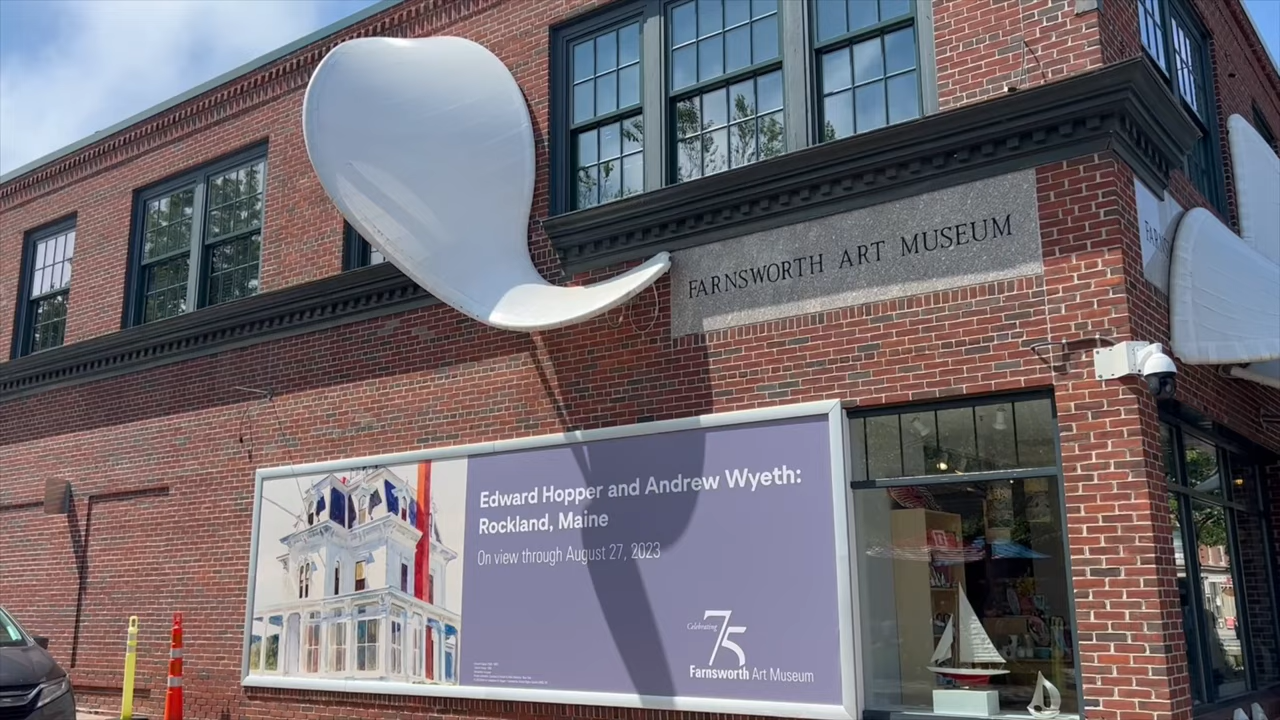 FARNSWORTH ART MUSEUM
Edward Hopper and Andrew Wyeth:
Rockland, Maine
On view through August 27, 2023
Celebrating
75
Farnsworth Art Museum